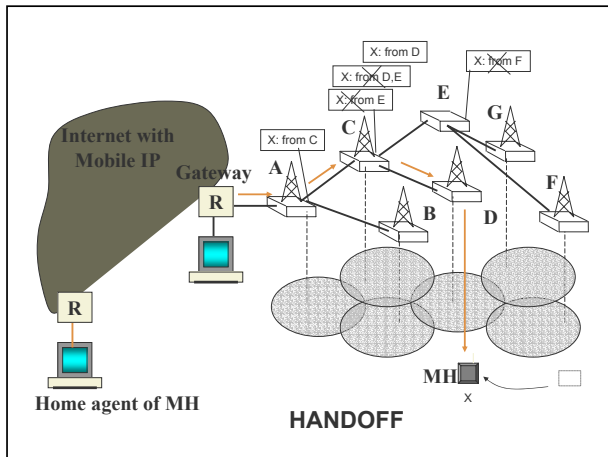 X: from D
X: from D,E
X: from F
X: from E
E
G
Internet with
Mobile IP
X: from C
C
A
Gateway
F
R
B
D
R
MH
X
Home agent of MH
HANDOFF